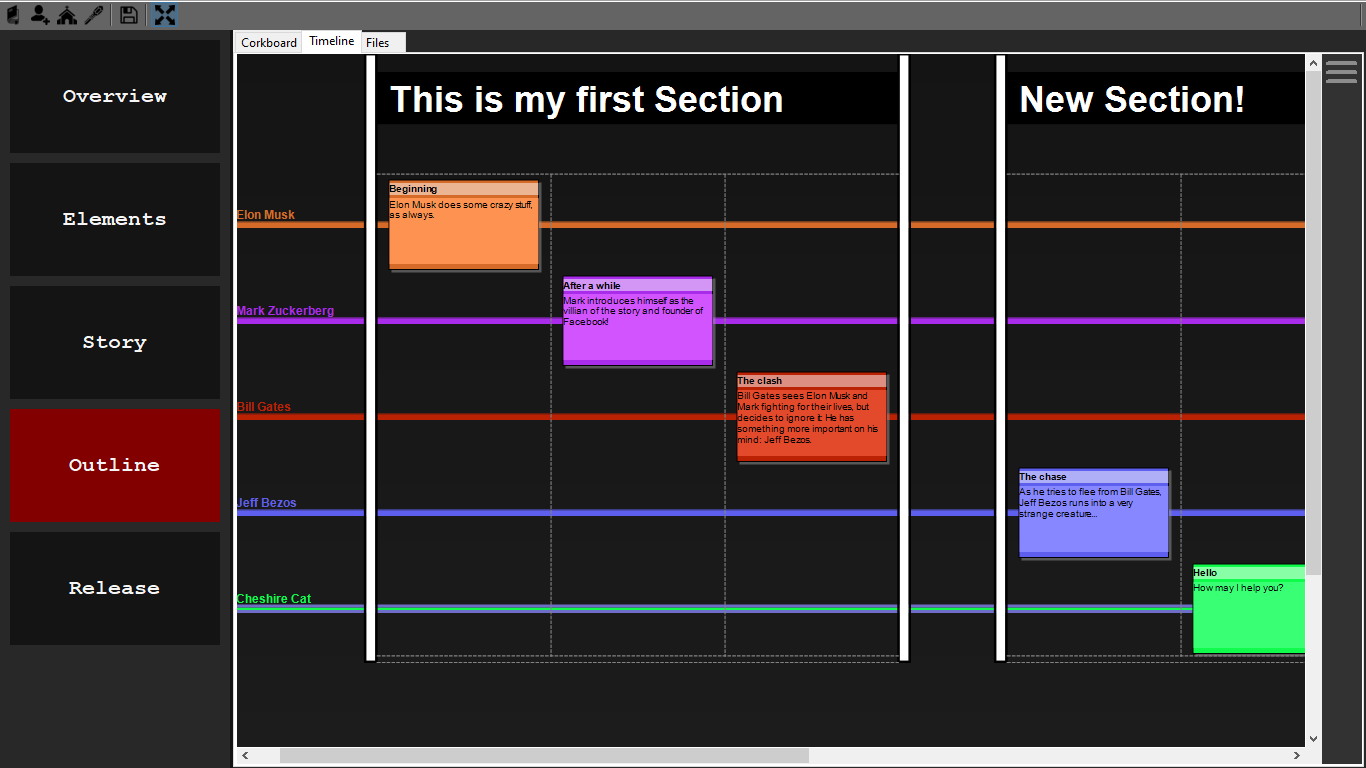 Corkboard Timeline Files
Overview
Elements
Story
Outline
Release
This is my first Section
New Section!
Elon Musk
Beginning
Elon Musk does some crazy stuff,
as always.
Mark Zuckerberg
After a while
Mark introduces himself as the
villian of the story and founder of
Facebook!
Bill Gates
The clash
Bill Gates sees Elon Musk and
Mark fighting for their lives, but
decides to ignore it. He has
something more important on his
mind: Jeff Bezos.
Jeff Bezos
The chase
As he tries to flee from Bill Gates,
Jeff Bezos runs into a very
strange creature...
Cheshire Cat
Hello
How may I help you?